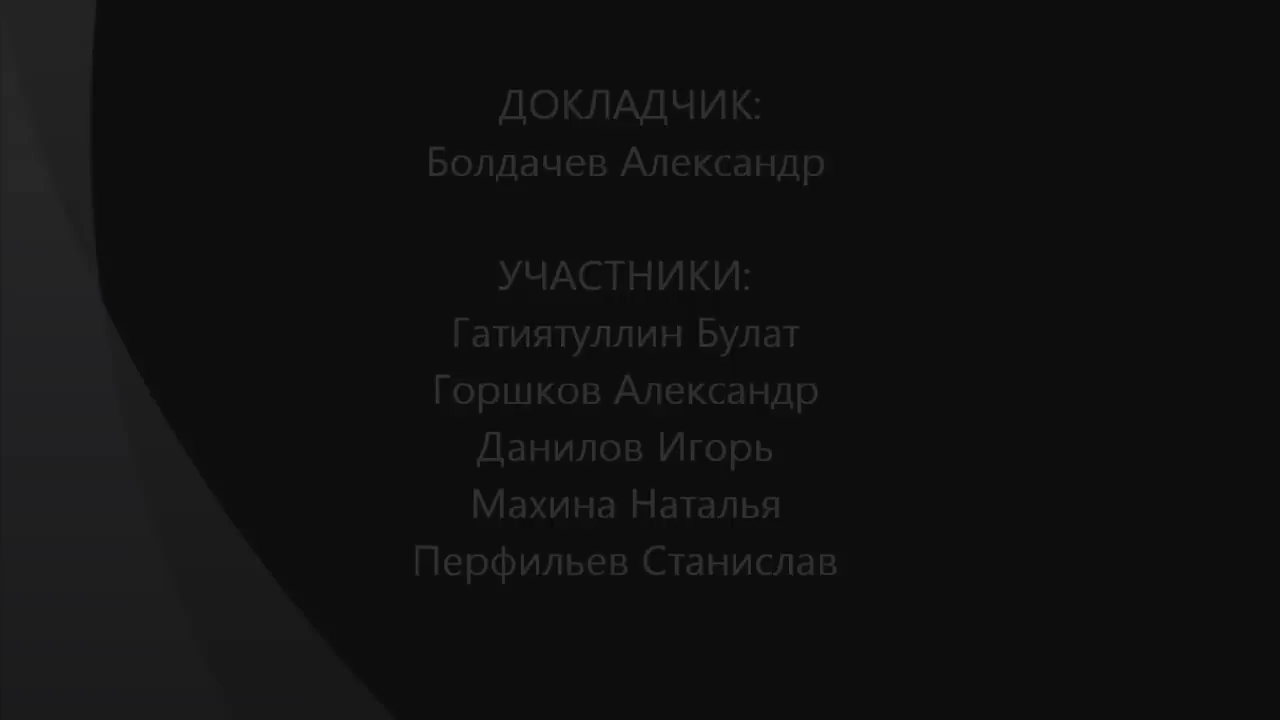 ДОКЛАДЧИК:
Болдачев Александр
УЧАСТНИКИ:
Гатиятуллин Булат
Горшков Александр
Данилов Игорь
Махина Наталья
Перфильев Станислав